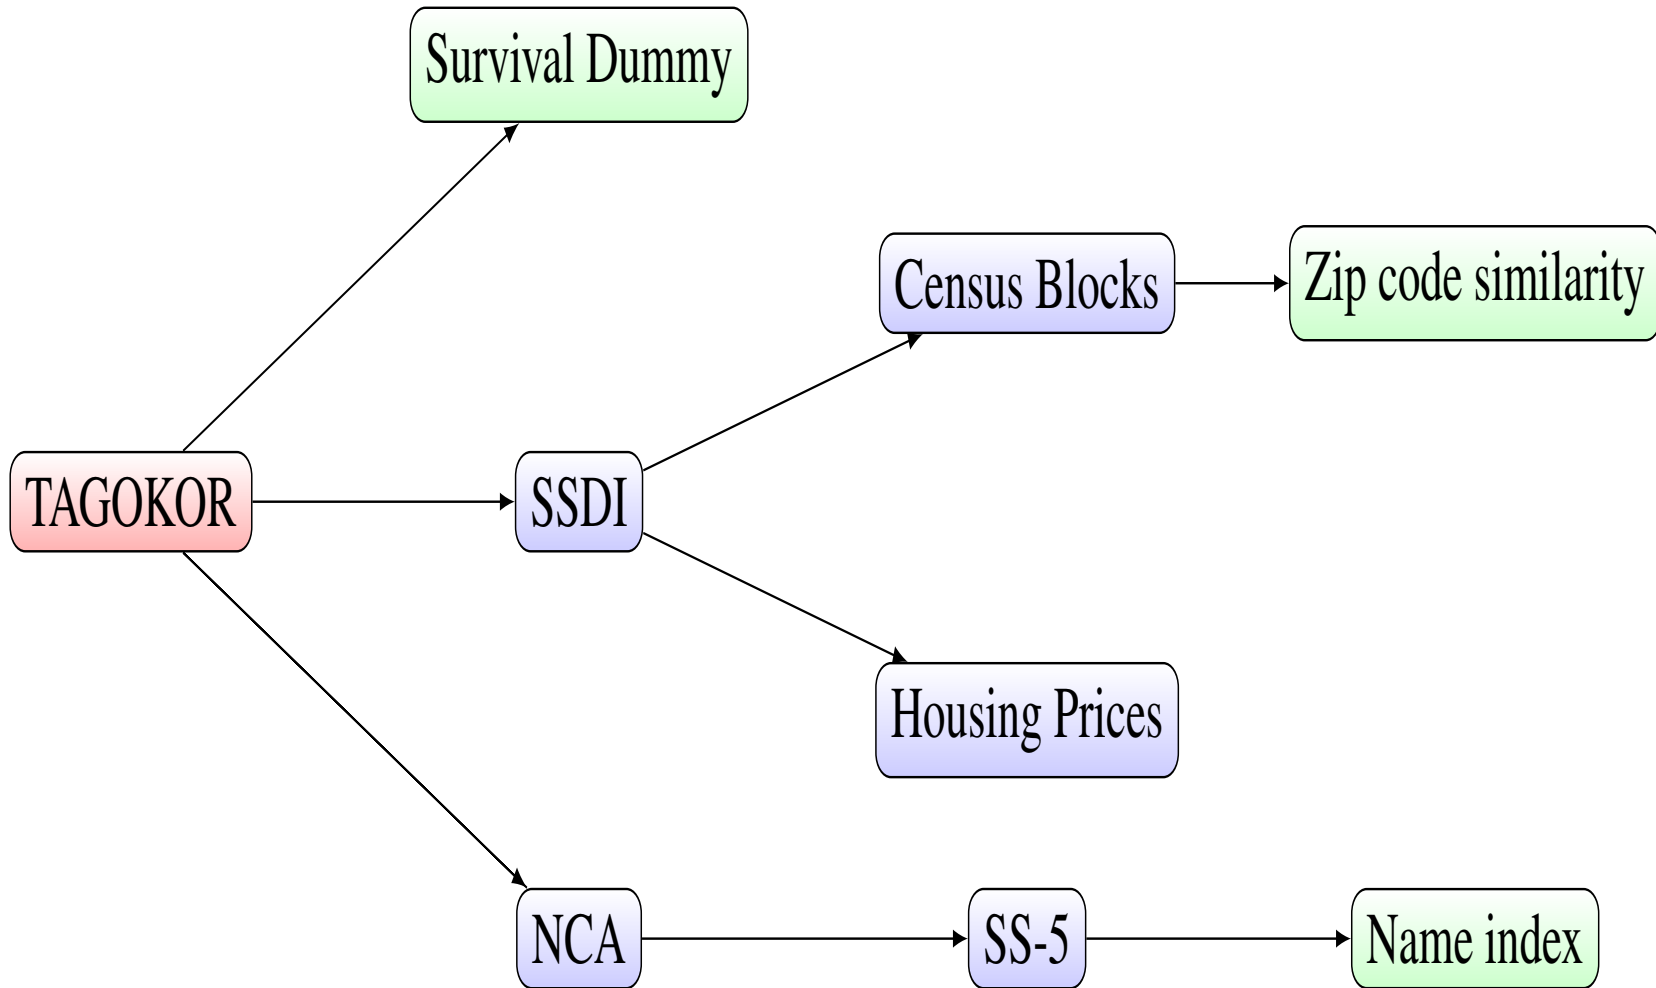 Survival Dummy
Census Blocks
Zip code similarity
TAGOKOR
SSDI
Housing Prices
NCA
SS-5
Name index